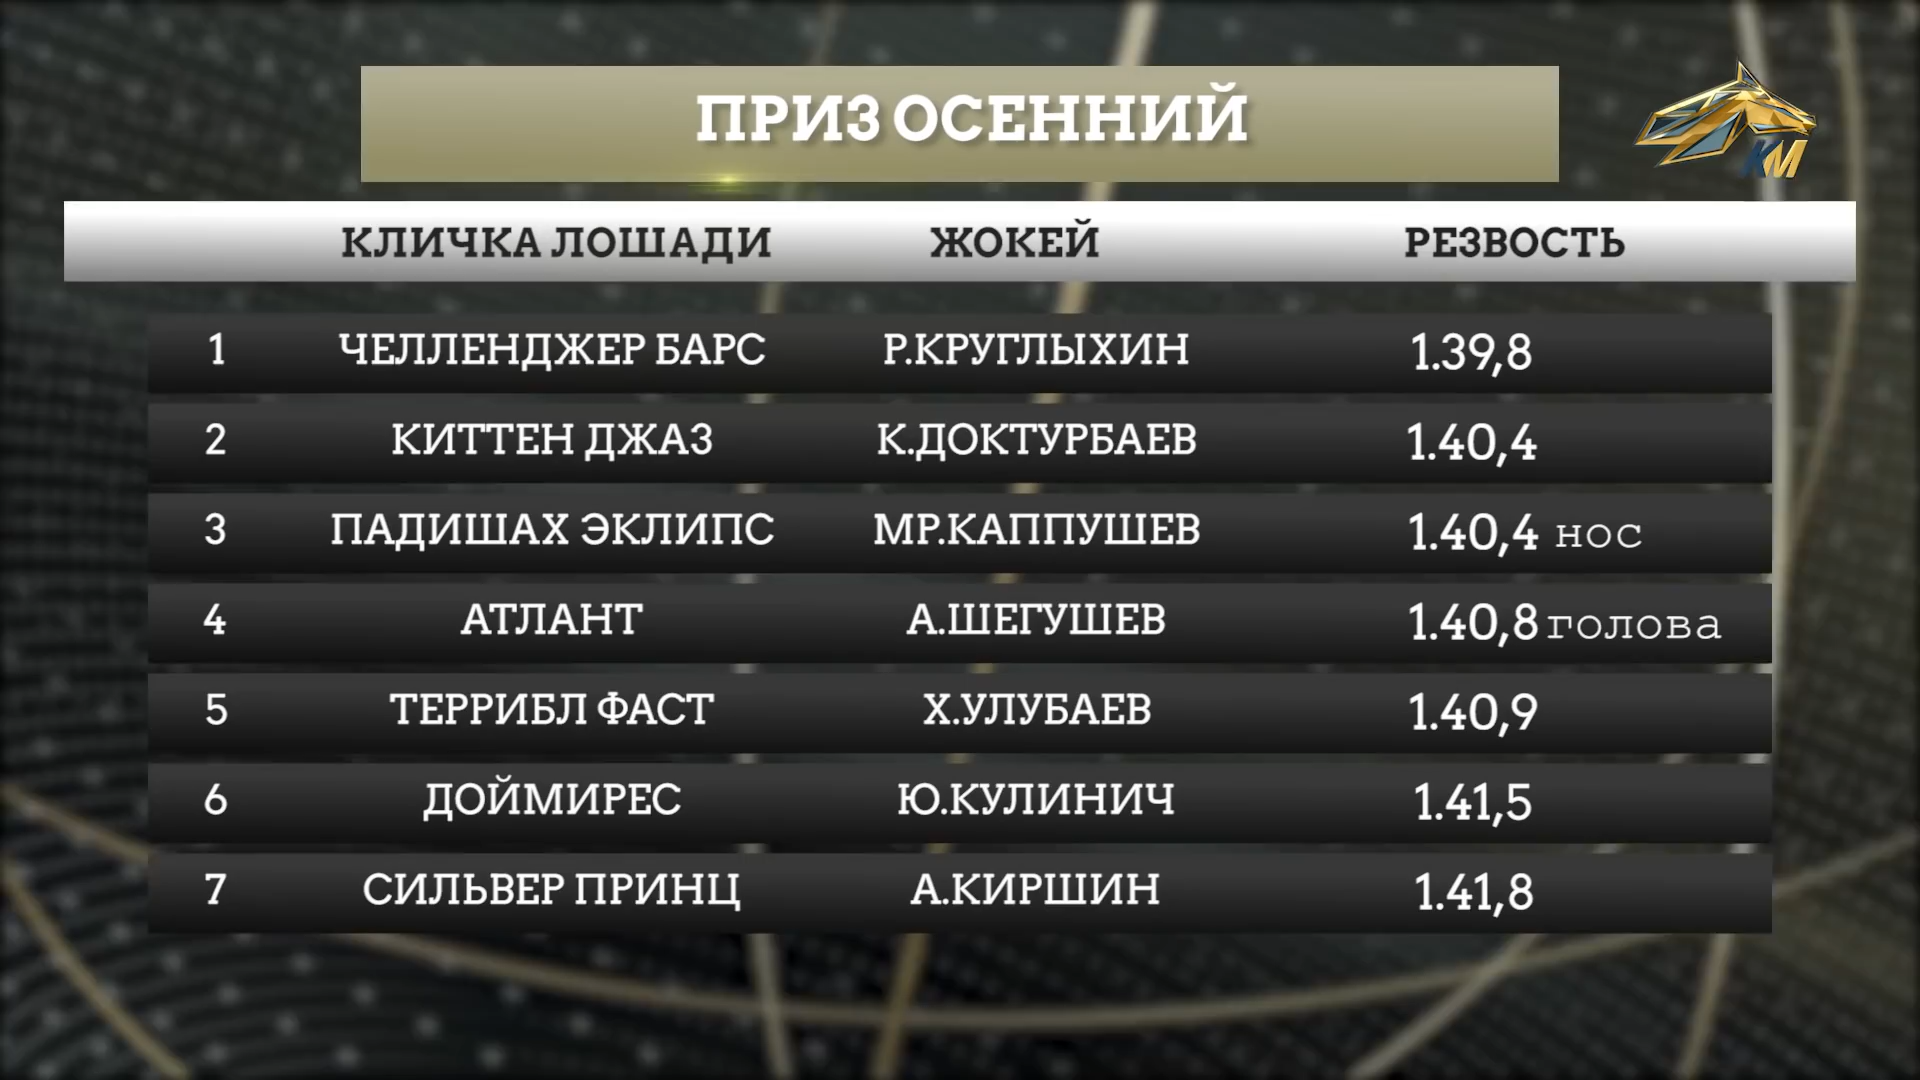 ПРИЗ ОСЕННИЙ
КМ
КЛИЧКА ЛОШАДИ ЖОКЕЙ РЕЗВОСТЬ
1 ЧЕЛЛЕНДЖЕР БАРС Р.КРУГЛЫХИН 1.39,8
2 КИТТЕН ДЖАЗ К.ДОКТУРБАЕВ 1.40,4
3 ПАДИШАХ ЭКЛИПС МР.КАППУШЕВ 1.40,4 нос
4 АТЛАНТ А.ШЕГУШЕВ 1.40,8 голова
5 ТЕРРИБЛ ФАСТ Х.УЛУБАЕВ 1.40,9
6 ДОЙМИРЕС Ю.КУЛИНИЧ 1.41,5
7 СИЛЬВЕР ПРИНЦ А.КИРШИН 1.41,8